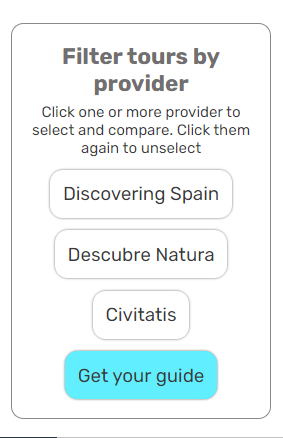 Filter tours by
provider
Click one or more provider to
select and compare. Click them
again to unselect
Discovering Spain
Descubre Natura
Civitatis
Get your guide